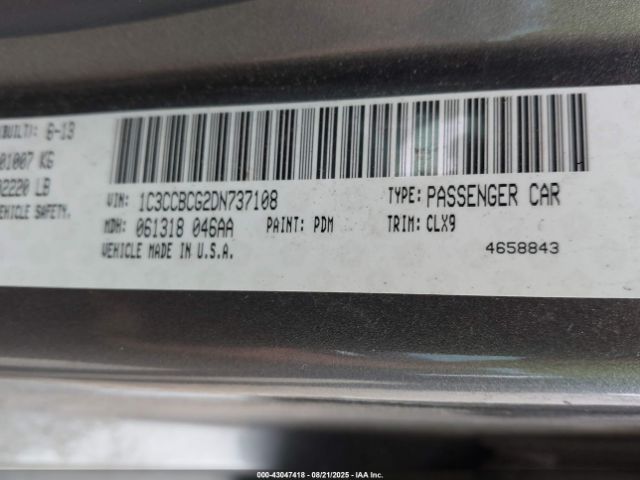 (BUILT): 6-13
01007 KG
02220 LB
VEHICLE SAFETY.
VIN: 1C3CCBCG2DN737108
TYPE: PASSENGER CAR
MDH: 061318 046AA
PAINT: PDM
TRIM: CLX9
VEHICLE MADE IN U.S.A.
4658843
000-43047418 - 08/21/2025 - IAA Inc.